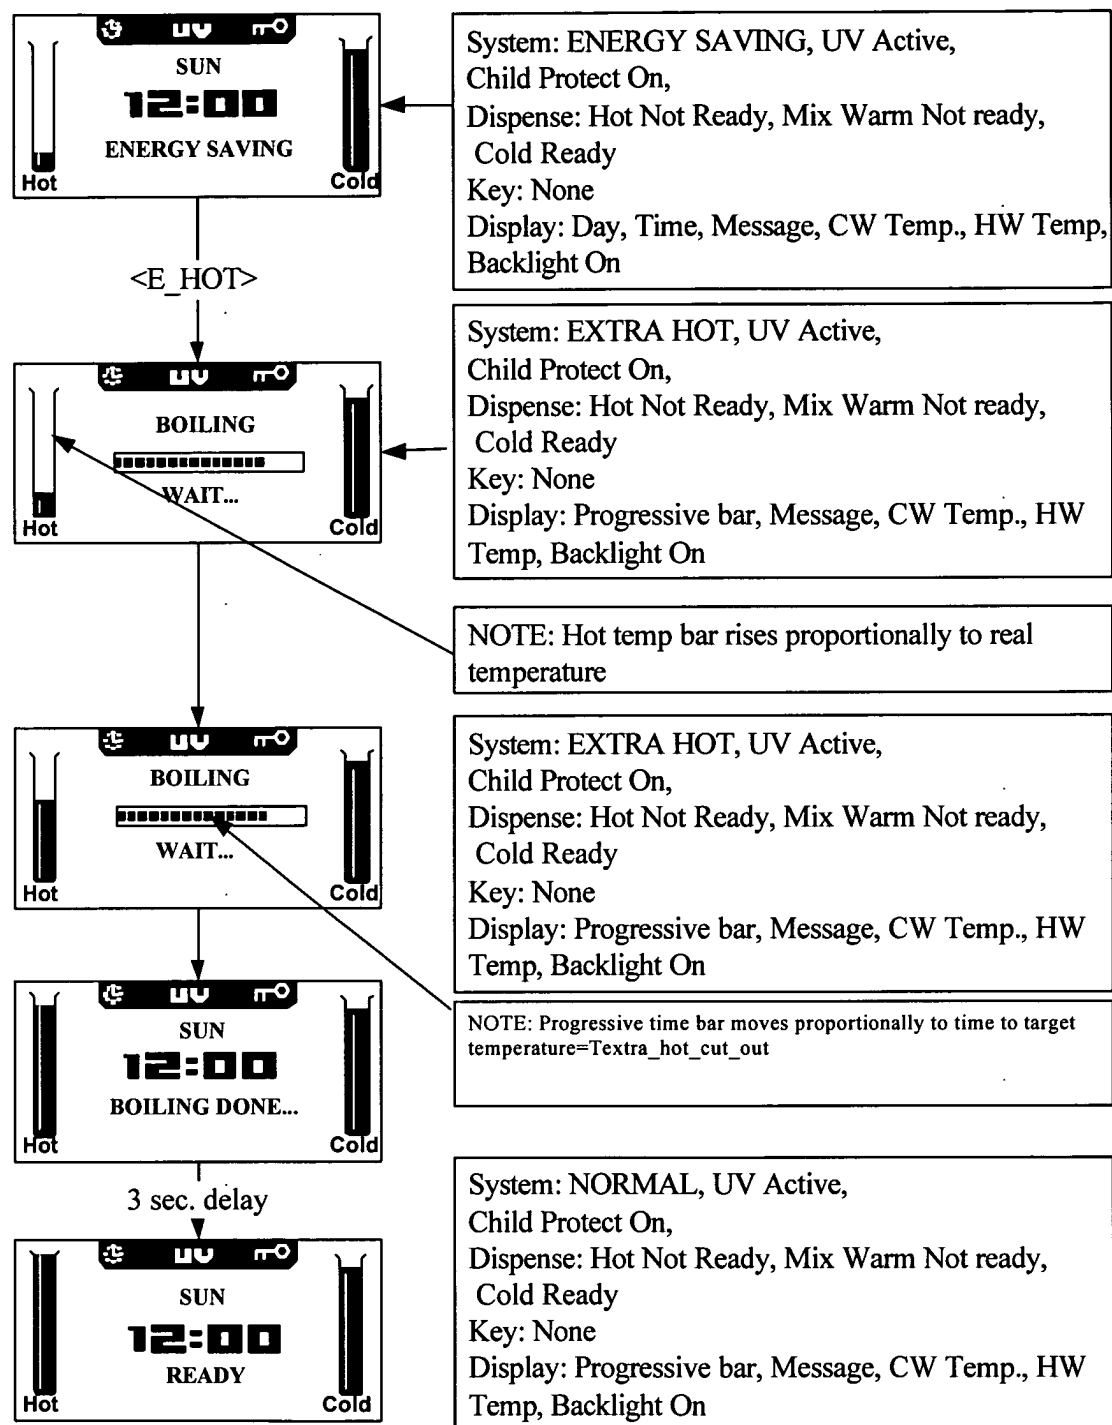 UV
SUN
12:00
ENERGY SAVING
Hot
Cold
System: ENERGY SAVING, UV Active,
Child Protect On,
Dispense: Hot Not Ready, Mix Warm Not ready,
Cold Ready
Key: None
Display: Day, Time, Message, CW Temp., HW Temp,
Backlight On
<E_HOT>
UV
BOILING
WAIT...
Hot
Cold
System: EXTRA HOT, UV Active,
Child Protect On,
Dispense: Hot Not Ready, Mix Warm Not ready,
Cold Ready
Key: None
Display: Progressive bar, Message, CW Temp., HW
Temp, Backlight On
NOTE: Hot temp bar rises proportionally to real
temperature
UV
BOILING
WAIT...
Hot
Cold
System: EXTRA HOT, UV Active,
Child Protect On,
Dispense: Hot Not Ready, Mix Warm Not ready,
Cold Ready
Key: None
Display: Progressive bar, Message, CW Temp., HW
Temp, Backlight On
UV
SUN
12:00
BOILING DONE...
Hot
Cold
NOTE: Progressive time bar moves proportionally to time to target
temperature=Textra_hot_cut_out
3 sec. delay
UV
SUN
12:00
READY
Hot
Cold
System: NORMAL, UV Active,
Child Protect On,
Dispense: Hot Not Ready, Mix Warm Not ready,
Cold Ready
Key: None
Display: Progressive bar, Message, CW Temp., HW
Temp, Backlight On